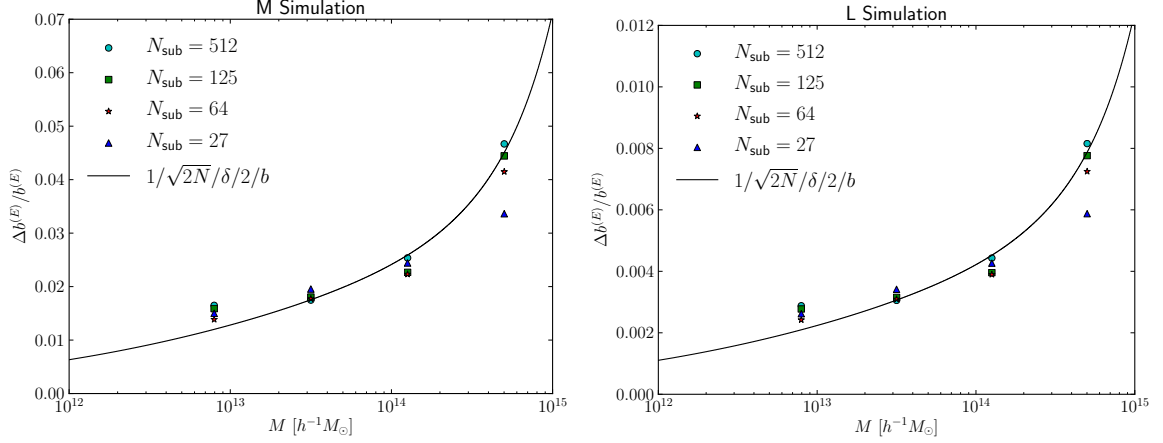 M Simulation
0.07
0.06
0.05
0.04
0.03
0.02
0.01
0.00
Δb^(E)/b^(E)
N_sub = 512
N_sub = 125
N_sub = 64
N_sub = 27
1/√2N/δ/2/b
10^12
10^13
10^14
10^15
M [h^−1 M_⊙]
L Simulation
0.012
0.010
0.008
0.006
0.004
0.002
0.000
Δb^(E)/b^(E)
N_sub = 512
N_sub = 125
N_sub = 64
N_sub = 27
1/√2N/δ/2/b
10^12
10^13
10^14
10^15
M [h^−1 M_⊙]